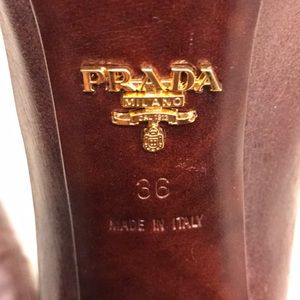 PRADA
MILANO
DAL 1913
36
MADE IN ITALY